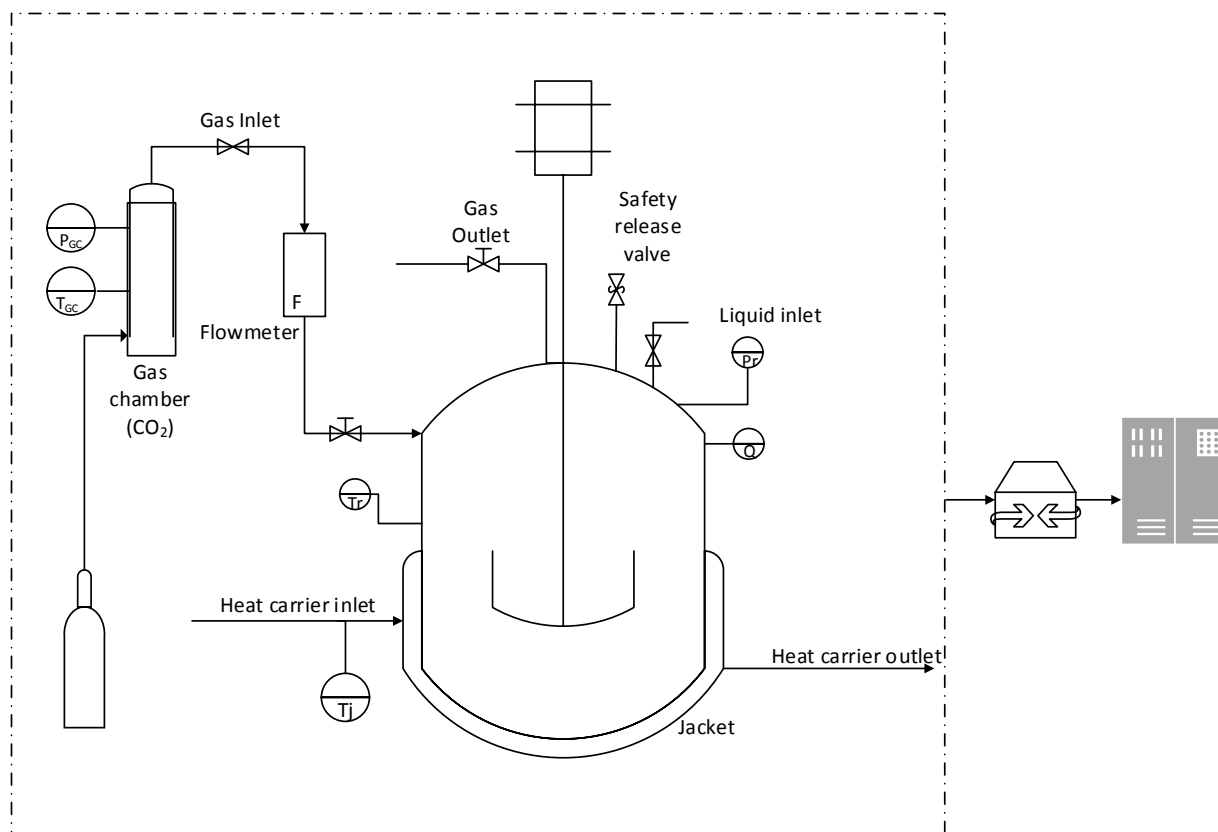 Gas Inlet
P_GC
T_GC
Gas
chamber
(CO₂)
F
Flowmeter
Gas
Outlet
Safety
release
valve
Liquid inlet
Pr
Q
Tr
Heat carrier inlet
Tj
Heat carrier outlet
Jacket